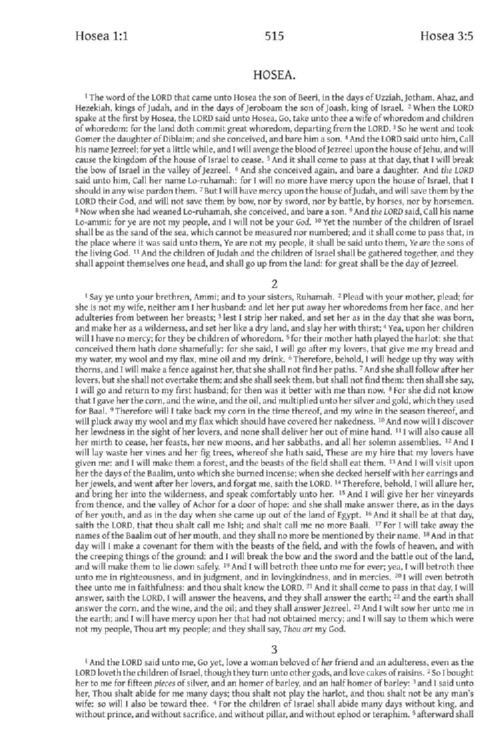 Hosea 1:1 515 Hosea 3:5
HOSEA.
1 The word of the LORD that came unto Hosea the son of Beeri, in the days of Uzziah, Jotham, Ahaz, and
Hezekiah, kings of Judah, and in the days of Jeroboam the son of Joash, king of Israel. 2 When the LORD
spake at the first by Hosea, the LORD said unto Hosea, Go, take unto thee a wife of whoredom and children
of whoredom: for the land doth commit great whoredom, departing from the LORD. 3 So he went and took
Gomer the daughter of Diblaim; and she conceived, and bare him a son. 4 And the LORD said unto him, Call
his name Jezreel; for yet a little while, and I will avenge the blood of Jezreel upon the house of Jehu, and will
cause the kingdom of the house of Israel to cease. 5 And it shall come to pass at that day, that I will break
the bow of Israel in the valley of Jezreel. 6 And she conceived again, and bare a daughter. And the LORD
said unto him, Call her name Lo-ruhamah: for I will no more have mercy upon the house of Israel, that I
should in any wise pardon them. 7 But I will have mercy upon the house of Judah, and will save them by the
LORD their God, and will not save them by bow, nor by sword, nor by battle, by horses, nor by horsemen.
8 Now when she had weaned Lo-ruhamah, she conceived, and bare a son. 9 And the LORD said, Call his name
Lo-ammi: for ye are not my people, and I will not be your God. 10 Yet the number of the children of Israel
shall be as the sand of the sea, which cannot be measured nor numbered; and it shall come to pass that, in
the place where it was said unto them, Ye are not my people, it shall be said unto them, Ye are the sons of
the living God. 11 And the children of Judah and the children of Israel shall be gathered together, and they
shall appoint themselves one head, and shall go up from the land: for great shall be the day of Jezreel.
2
1 Say ye unto your brethren, Ammi; and to your sisters, Ruhamah. 2 Plead with your mother, plead; for
she is not my wife, neither am I her husband: and let her put away her whoredoms from her face, and her
adulteries from between her breasts; 3 lest I strip her naked, and set her as in the day that she was born,
and make her as a wilderness, and set her like a dry land, and slay her with thirst; 4 Yea, upon her children
will I have no mercy; for they be children of whoredom. 5 for their mother hath played the harlot: she that
conceived them hath done shamefully: for she said, I will go after my lovers, that give me my bread and
my water, my wool and my flax, mine oil and my drink. 6 Therefore, behold, I will hedge up thy way with
thorns, and I will make a fence against her, that she shall not find her paths. 7 And she shall follow after her
lovers, but she shall not overtake them; and she shall seek them, but shall not find them: then shall she say,
I will go and return to my first husband; for then was it better with me than now. 8 For she did not know
that I gave her the corn, and the wine, and the oil, and multiplied unto her silver and gold, which they used
for Baal. 9 Therefore will I take back my corn in the time thereof, and my wine in the season thereof, and
will pluck away my wool and my flax which should have covered her nakedness. 10 And now will I discover
her lewdness in the sight of her lovers, and none shall deliver her out of mine hand. 11 I will also cause all
her mirth to cease, her feasts, her new moons, and her sabbaths, and all her solemn assemblies. 12 And I
will lay waste her vines and her fig trees, whereof she hath said, These are my hire that my lovers have
given me: and I will make them a forest, and the beasts of the field shall eat them. 13 And I will visit upon
her the days of the Baalim, unto which she burned incense; when she decked herself with her earrings and
her jewels, and went after her lovers, and forgat me, saith the LORD. 14 Therefore, behold, I will allure her,
and bring her into the wilderness, and speak comfortably unto her. 15 And I will give her her vineyards
from thence, and the valley of Achor for a door of hope: and she shall make answer there, as in the days
of her youth, and as in the day when she came up out of the land of Egypt. 16 And it shall be at that day,
saith the LORD, that thou shalt call me Ishi; and shalt call me no more Baali. 17 For I will take away the
names of the Baalim out of her mouth, and they shall no more be mentioned by their name. 18 And in that
day will I make a covenant for them with the beasts of the field, and with the fowls of heaven, and with
the creeping things of the ground: and I will break the bow and the sword and the battle out of the land,
and will make them to lie down safely. 19 And I will betroth thee unto me for ever; yea, I will betroth thee
unto me in righteousness, and in judgment, and in lovingkindness, and in mercies. 20 I will even betroth
thee unto me in faithfulness: and thou shalt know the LORD. 21 And it shall come to pass in that day, I will
answer, saith the LORD, I will answer the heavens, and they shall answer the earth; 22 and the earth shall
answer the corn, and the wine, and the oil; and they shall answer Jezreel. 23 And I will sow her unto me in
the earth; and I will have mercy upon her that had not obtained mercy; and I will say to them which were
not my people, Thou art my people; and they shall say, Thou art my God.
3
1 And the LORD said unto me, Go yet, love a woman beloved of her friend and an adulteress, even as the
LORD loveth the children of Israel, though they turn unto other gods, and love cakes of raisins. 2 So I bought
her to me for fifteen pieces of silver, and an homer of barley, and an half homer of barley: 3 and I said unto
her, Thou shalt abide for me many days; thou shalt not play the harlot, and thou shalt not be any man's
wife: so will I also be toward thee. 4 For the children of Israel shall abide many days without king, and
without prince, and without sacrifice, and without pillar, and without ephod or teraphim. 5 afterward shall